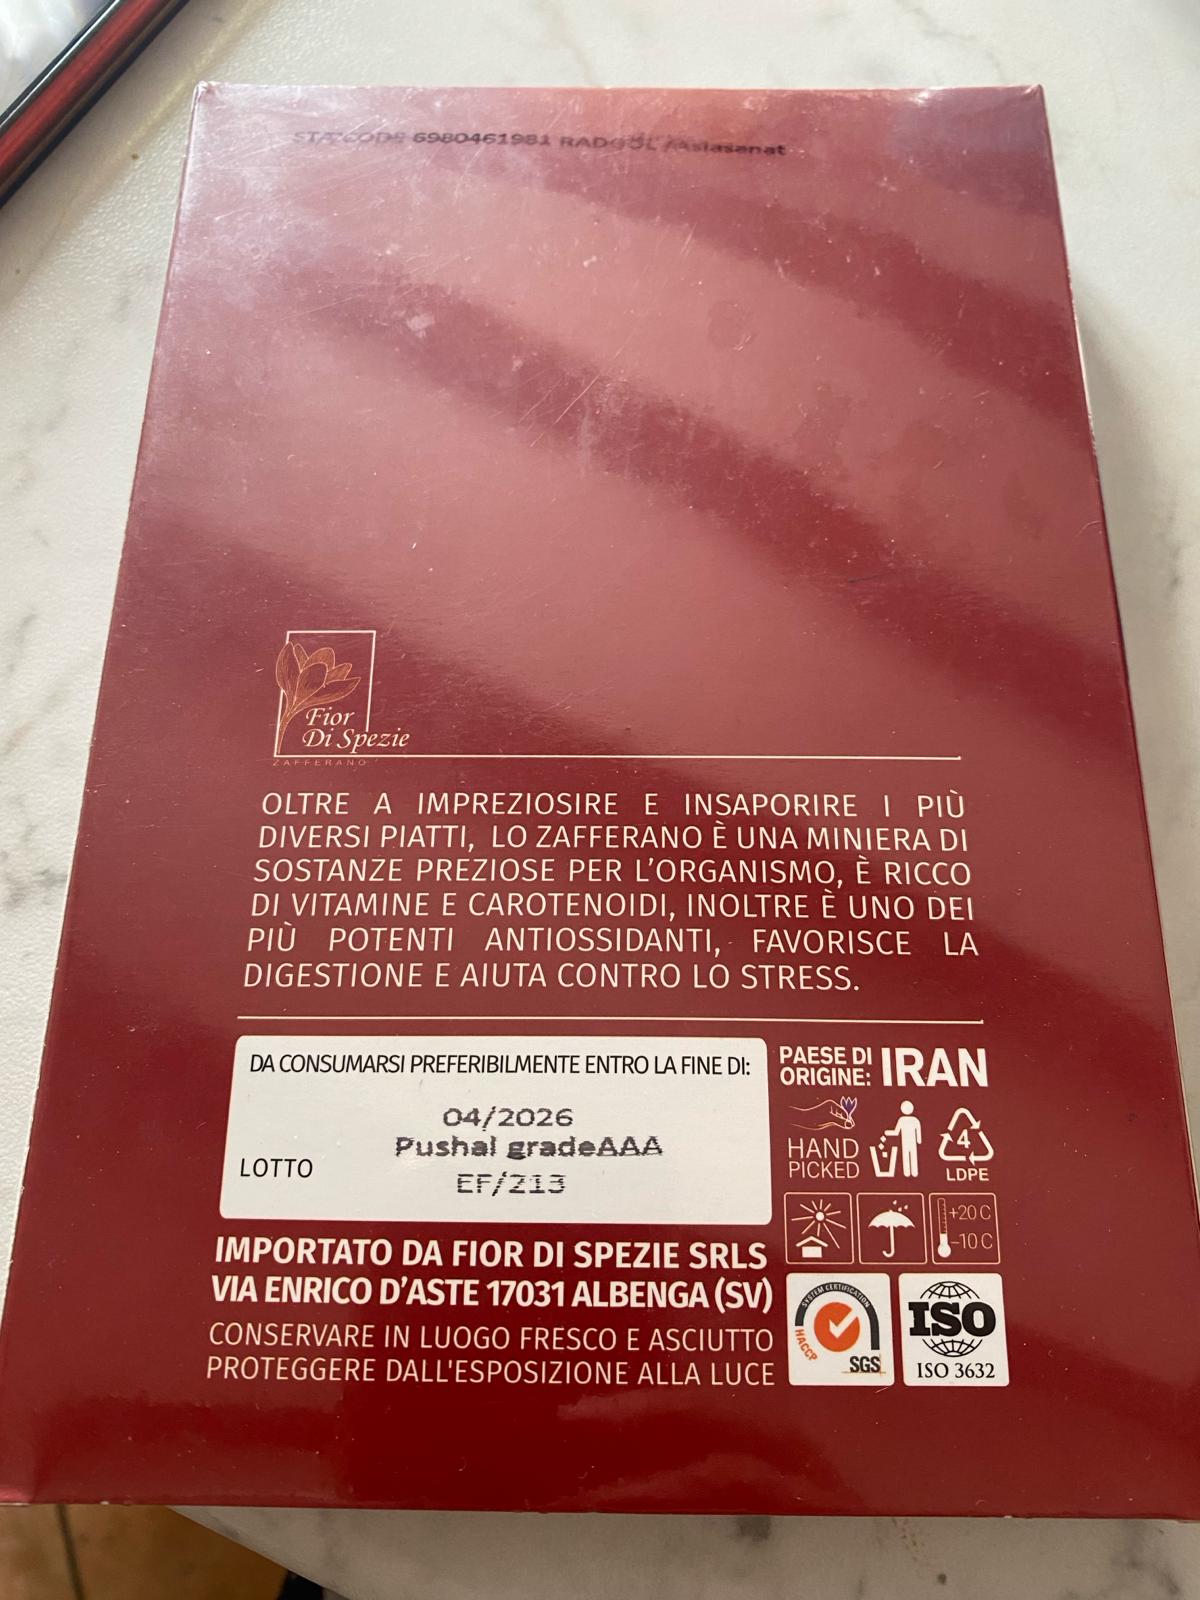 6980461981 RADGOL /Asiasanat
Fior
Di Spezie
ZAFFERANO
OLTRE A IMPREZIOSIRE E INSAPORIRE I PIÙ
DIVERSI PIATTI, LO ZAFFERANO È UNA MINIERA DI
SOSTANZE PREZIOSE PER L'ORGANISMO, È RICCO
DI VITAMINE E CAROTENOIDI, INOLTRE È UNO DEI
PIÙ POTENTI ANTIOSSIDANTI, FAVORISCE LA
DIGESTIONE E AIUTA CONTRO LO STRESS.
DA CONSUMARSI PREFERIBILMENTE ENTRO LA FINE DI:
04/2026
Pushal gradeAAA
LOTTO EF/213
PAESE DI
ORIGINE: IRAN
HAND
PICKED
4
LDPE
+20 C
-10 C
IMPORTATO DA FIOR DI SPEZIE SRLS
VIA ENRICO D'ASTE 17031 ALBENGA (SV)
CONSERVARE IN LUOGO FRESCO E ASCIUTTO
PROTEGGERE DALL'ESPOSIZIONE ALLA LUCE
SYSTEM CERTIFICATION
HACCP
SGS
ISO
ISO 3632